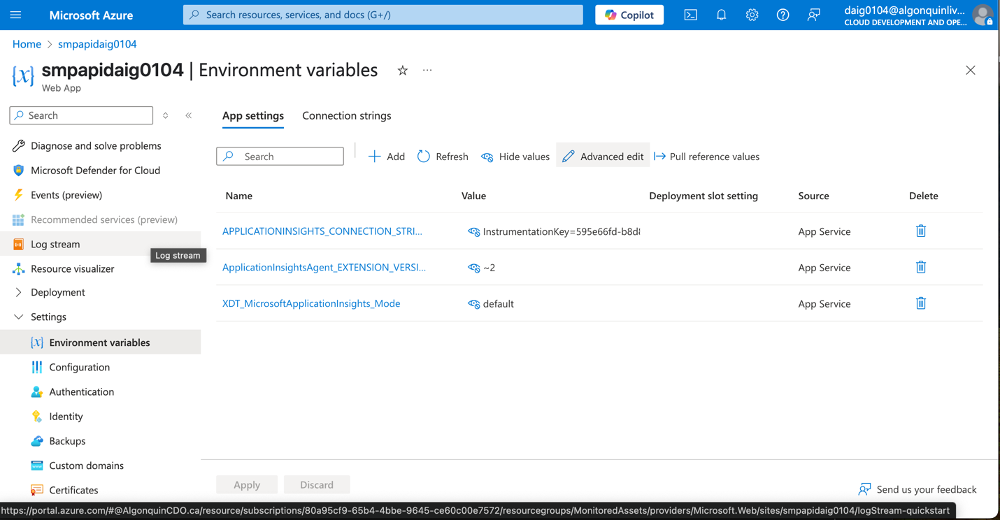 Microsoft Azure
Search resources, services, and docs (G+/)
Copilot
daig0104@algonquinliv...
CLOUD DEVELOPMENT AND OPE...
Home > smpapidaig0104
smpapidaig0104 | Environment variables
Web App
Search
App settings
Connection strings
Diagnose and solve problems
Microsoft Defender for Cloud
Events (preview)
Recommended services (preview)
Log stream
Log stream
Resource visualizer
Deployment
Settings
Environment variables
Configuration
Authentication
Identity
Backups
Custom domains
Certificates
Search
Add
Refresh
Hide values
Advanced edit
Pull reference values
Name Value Deployment slot setting Source Delete
APPLICATIONINSIGHTS_CONNECTION_STRI... InstrumentationKey=595e66fd-b8d8 App Service
ApplicationInsightsAgent_EXTENSION_VERSI... ~2 App Service
XDT_MicrosoftApplicationInsights_Mode default App Service
Apply
Discard
Send us your feedback
https://portal.azure.com/#@AlgonquinCDO.ca/resource/subscriptions/80a95cf9-65b4-4bbe-9645-ce60c00e7572/resourcegroups/MonitoredAssets/providers/Microsoft.Web/sites/smpapidaig0104/logStream-quickstart